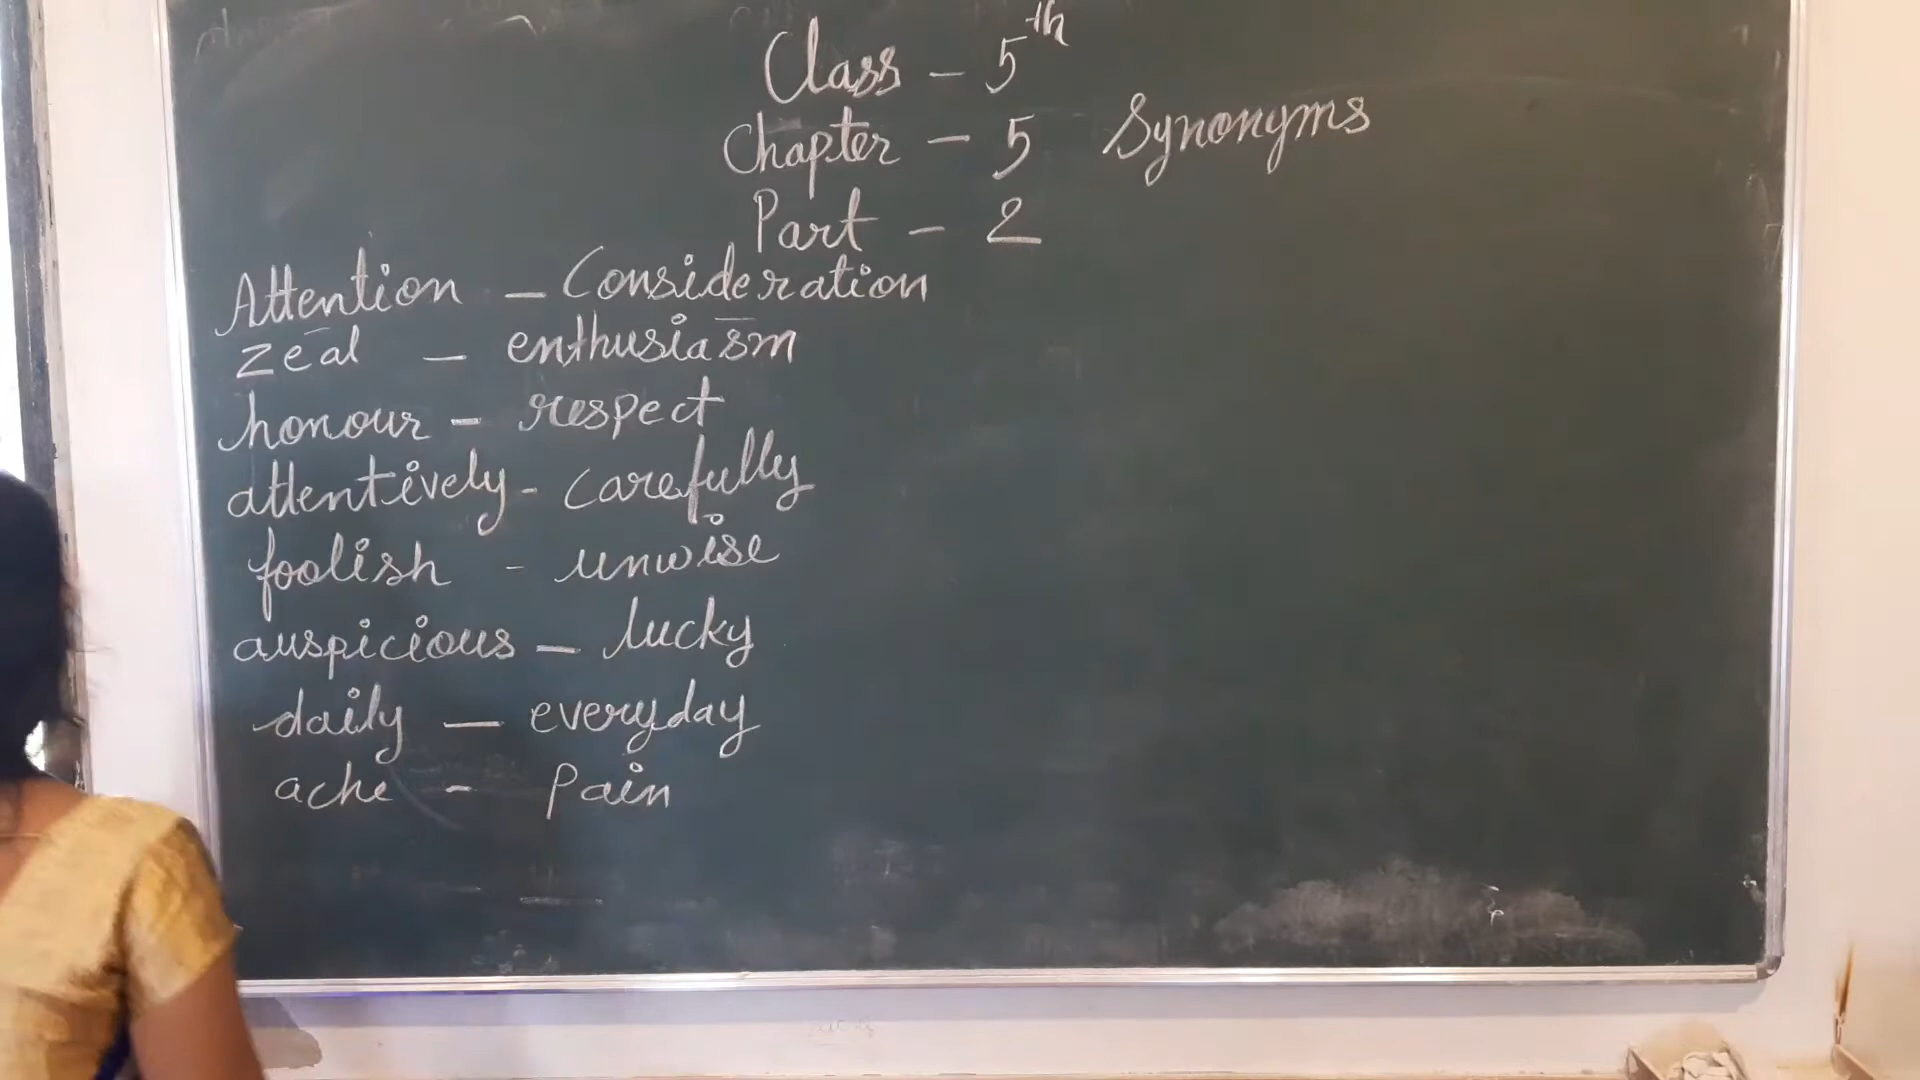 Class - 5th
Chapter - 5 Synonyms
Part - 2
Attention - Consideration
zeal - enthusiasm
honour - respect
attentively - carefully
foolish - unwise
auspicious - lucky
daily - everyday
ache - Pain